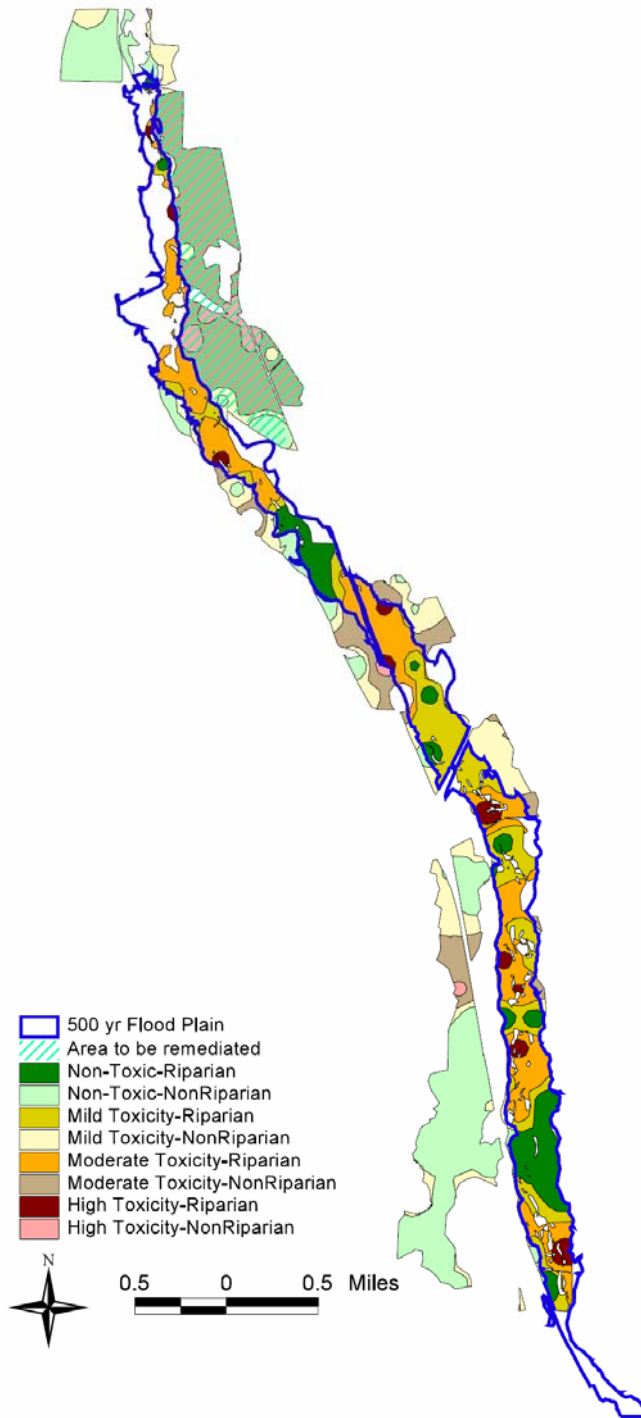 500 yr Flood Plain
Area to be remediated
Non-Toxic-Riparian
Non-Toxic-NonRiparian
Mild Toxicity-Riparian
Mild Toxicity-NonRiparian
Moderate Toxicity-Riparian
Moderate Toxicity-NonRiparian
High Toxicity-Riparian
High Toxicity-NonRiparian
N
0.5 0 0.5 Miles